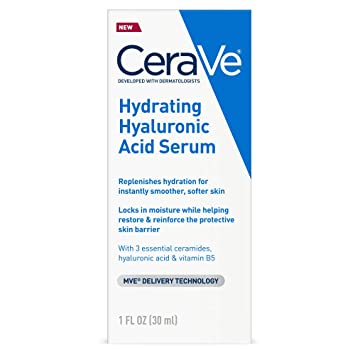 NEW
CeraVe
DEVELOPED WITH DERMATOLOGISTS
Hydrating
Hyaluronic
Acid Serum
Replenishes hydration for
instantly smoother, softer skin
Locks in moisture while helping
restore & reinforce the protective
skin barrier
With 3 essential ceramides,
hyaluronic acid & vitamin B5
MVE® DELIVERY TECHNOLOGY
1 FL OZ (30 ml)